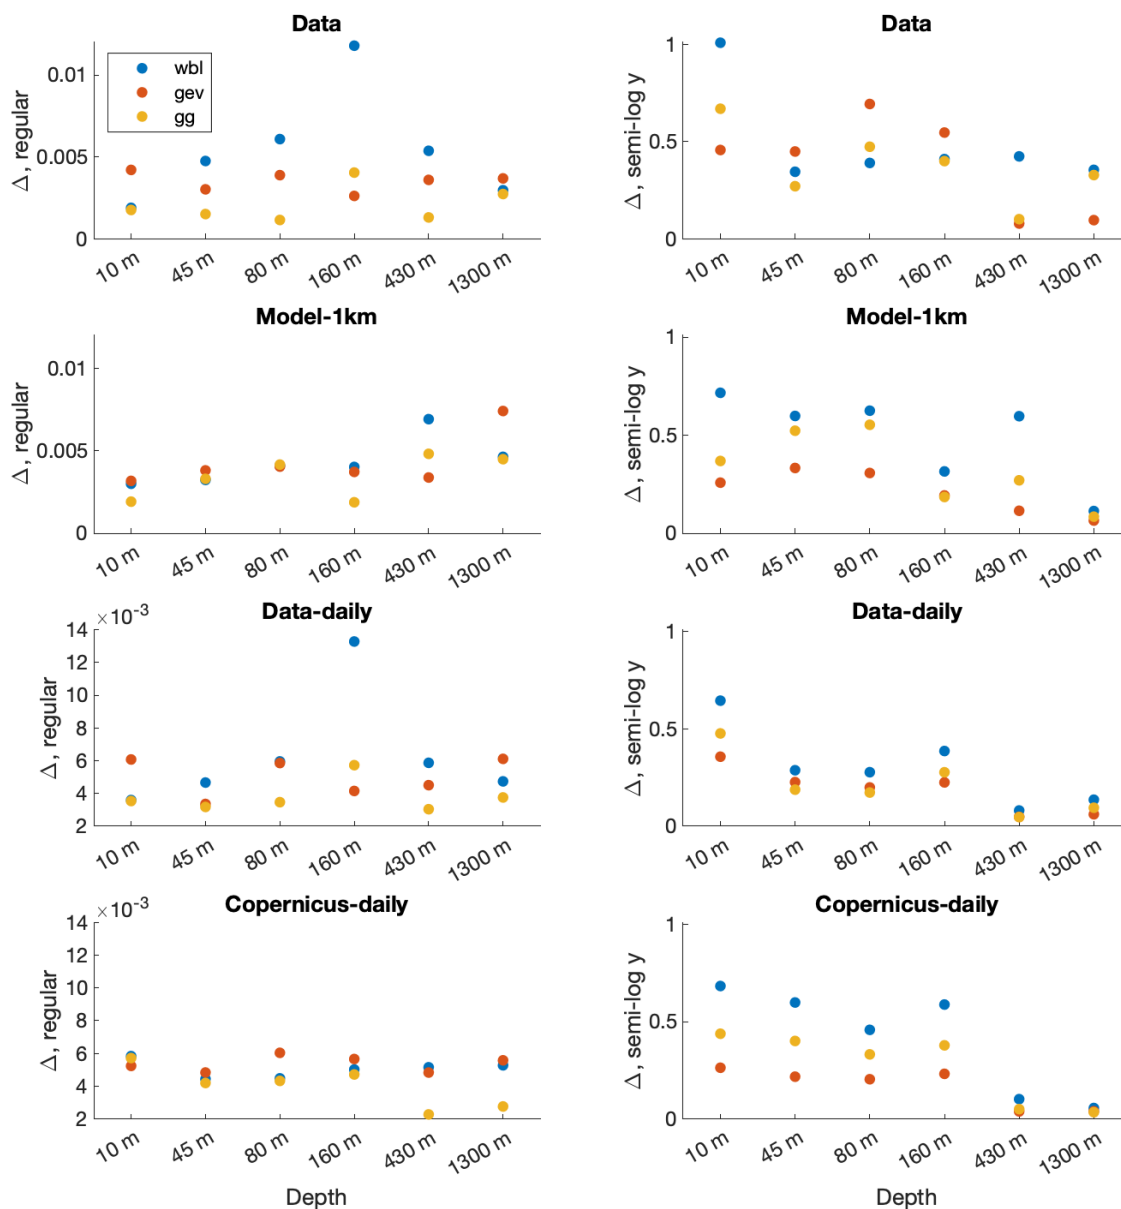 Data
Δ, regular
0.01
0.005
0
wbl
gev
gg
10 m
45 m
80 m
160 m
430 m
1300 m
Data
Δ, semi-log y
1
0.5
0
10 m
45 m
80 m
160 m
430 m
1300 m
Model-1km
Δ, regular
0.01
0.005
0
10 m
45 m
80 m
160 m
430 m
1300 m
Model-1km
Δ, semi-log y
1
0.5
0
10 m
45 m
80 m
160 m
430 m
1300 m
Data-daily
×10⁻³
Δ, regular
14
12
10
8
6
4
2
10 m
45 m
80 m
160 m
430 m
1300 m
Data-daily
Δ, semi-log y
1
0.5
0
10 m
45 m
80 m
160 m
430 m
1300 m
Copernicus-daily
×10⁻³
Δ, regular
14
12
10
8
6
4
2
10 m
45 m
80 m
160 m
430 m
1300 m
Depth
Copernicus-daily
Δ, semi-log y
1
0.5
0
10 m
45 m
80 m
160 m
430 m
1300 m
Depth